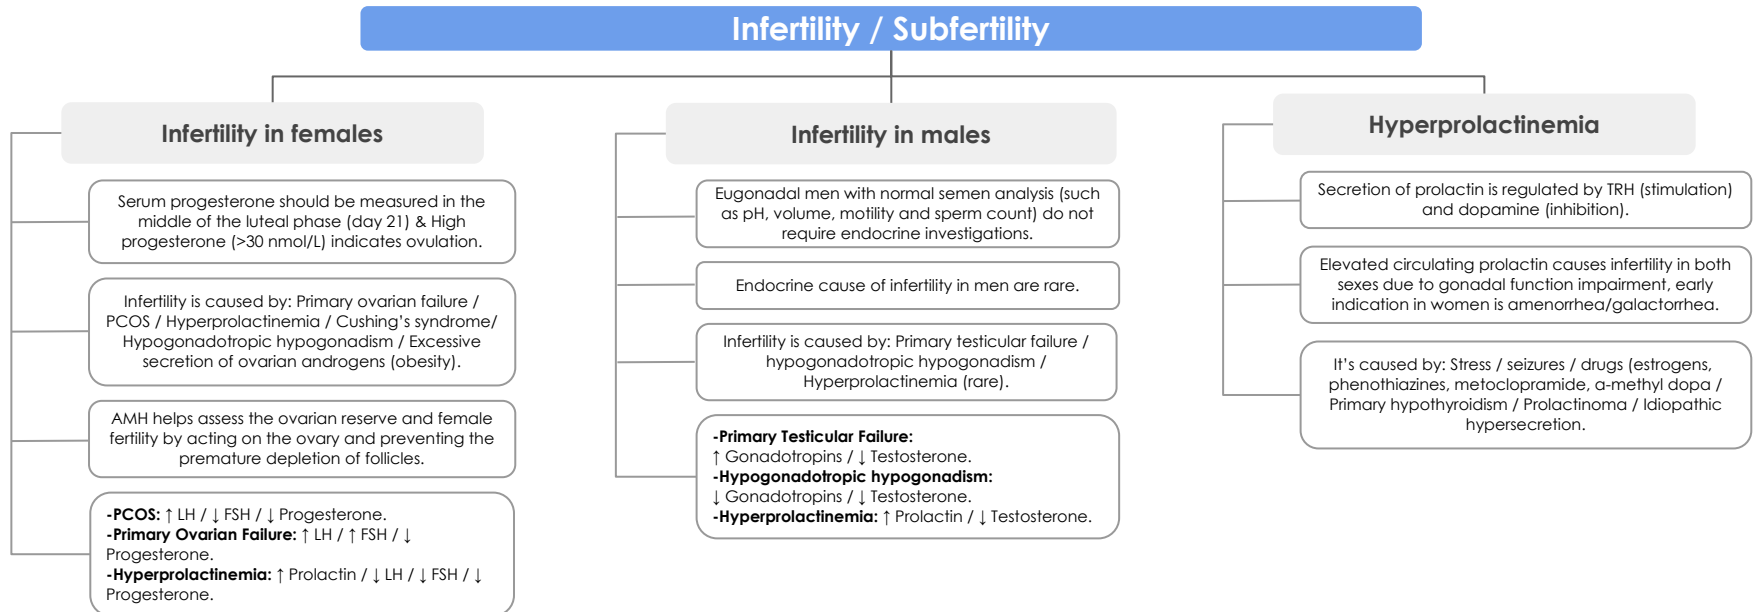 Infertility / Subfertility
Infertility in females
Serum progesterone should be measured in the
middle of the luteal phase (day 21) & High
progesterone (>30 nmol/L) indicates ovulation.
Infertility is caused by: Primary ovarian failure /
PCOS / Hyperprolactinemia / Cushing’s syndrome/
Hypogonadotropic hypogonadism / Excessive
secretion of ovarian androgens (obesity).
AMH helps assess the ovarian reserve and female
fertility by acting on the ovary and preventing the
premature depletion of follicles.
-PCOS: ↑ LH / ↓ FSH / ↓ Progesterone.
-Primary Ovarian Failure: ↑ LH / ↑ FSH / ↓
Progesterone.
-Hyperprolactinemia: ↑ Prolactin / ↓ LH / ↓ FSH / ↓
Progesterone.
Infertility in males
Eugonadal men with normal semen analysis (such
as pH, volume, motility and sperm count) do not
require endocrine investigations.
Endocrine cause of infertility in men are rare.
Infertility is caused by: Primary testicular failure /
hypogonadotropic hypogonadism /
Hyperprolactinemia (rare).
-Primary Testicular Failure:
↑ Gonadotropins / ↓ Testosterone.
-Hypogonadotropic hypogonadism:
↓ Gonadotropins / ↓ Testosterone.
-Hyperprolactinemia: ↑ Prolactin / ↓ Testosterone.
Hyperprolactinemia
Secretion of prolactin is regulated by TRH (stimulation)
and dopamine (inhibition).
Elevated circulating prolactin causes infertility in both
sexes due to gonadal function impairment, early
indication in women is amenorrhea/galactorrhea.
It’s caused by: Stress / seizures / drugs (estrogens,
phenothiazines, metoclopramide, a-methyl dopa /
Primary hypothyroidism / Prolactinoma / Idiopathic
hypersecretion.